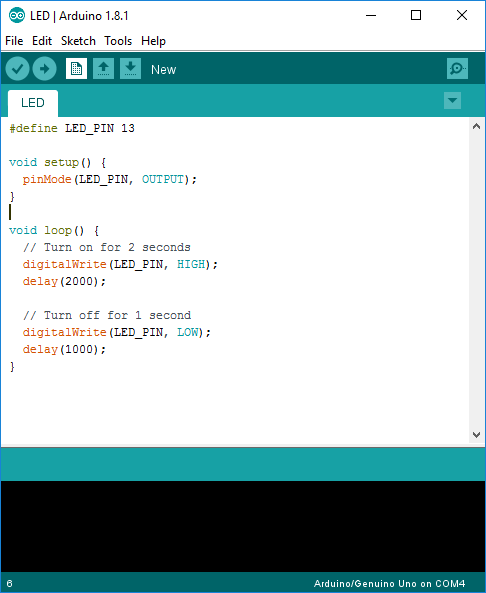 LED | Arduino 1.8.1
File Edit Sketch Tools Help
New
LED
#define LED_PIN 13

void setup() {
  pinMode(LED_PIN, OUTPUT);
}

void loop() {
  // Turn on for 2 seconds
  digitalWrite(LED_PIN, HIGH);
  delay(2000);

  // Turn off for 1 second
  digitalWrite(LED_PIN, LOW);
  delay(1000);
}
6 Arduino/Genuino Uno on COM4